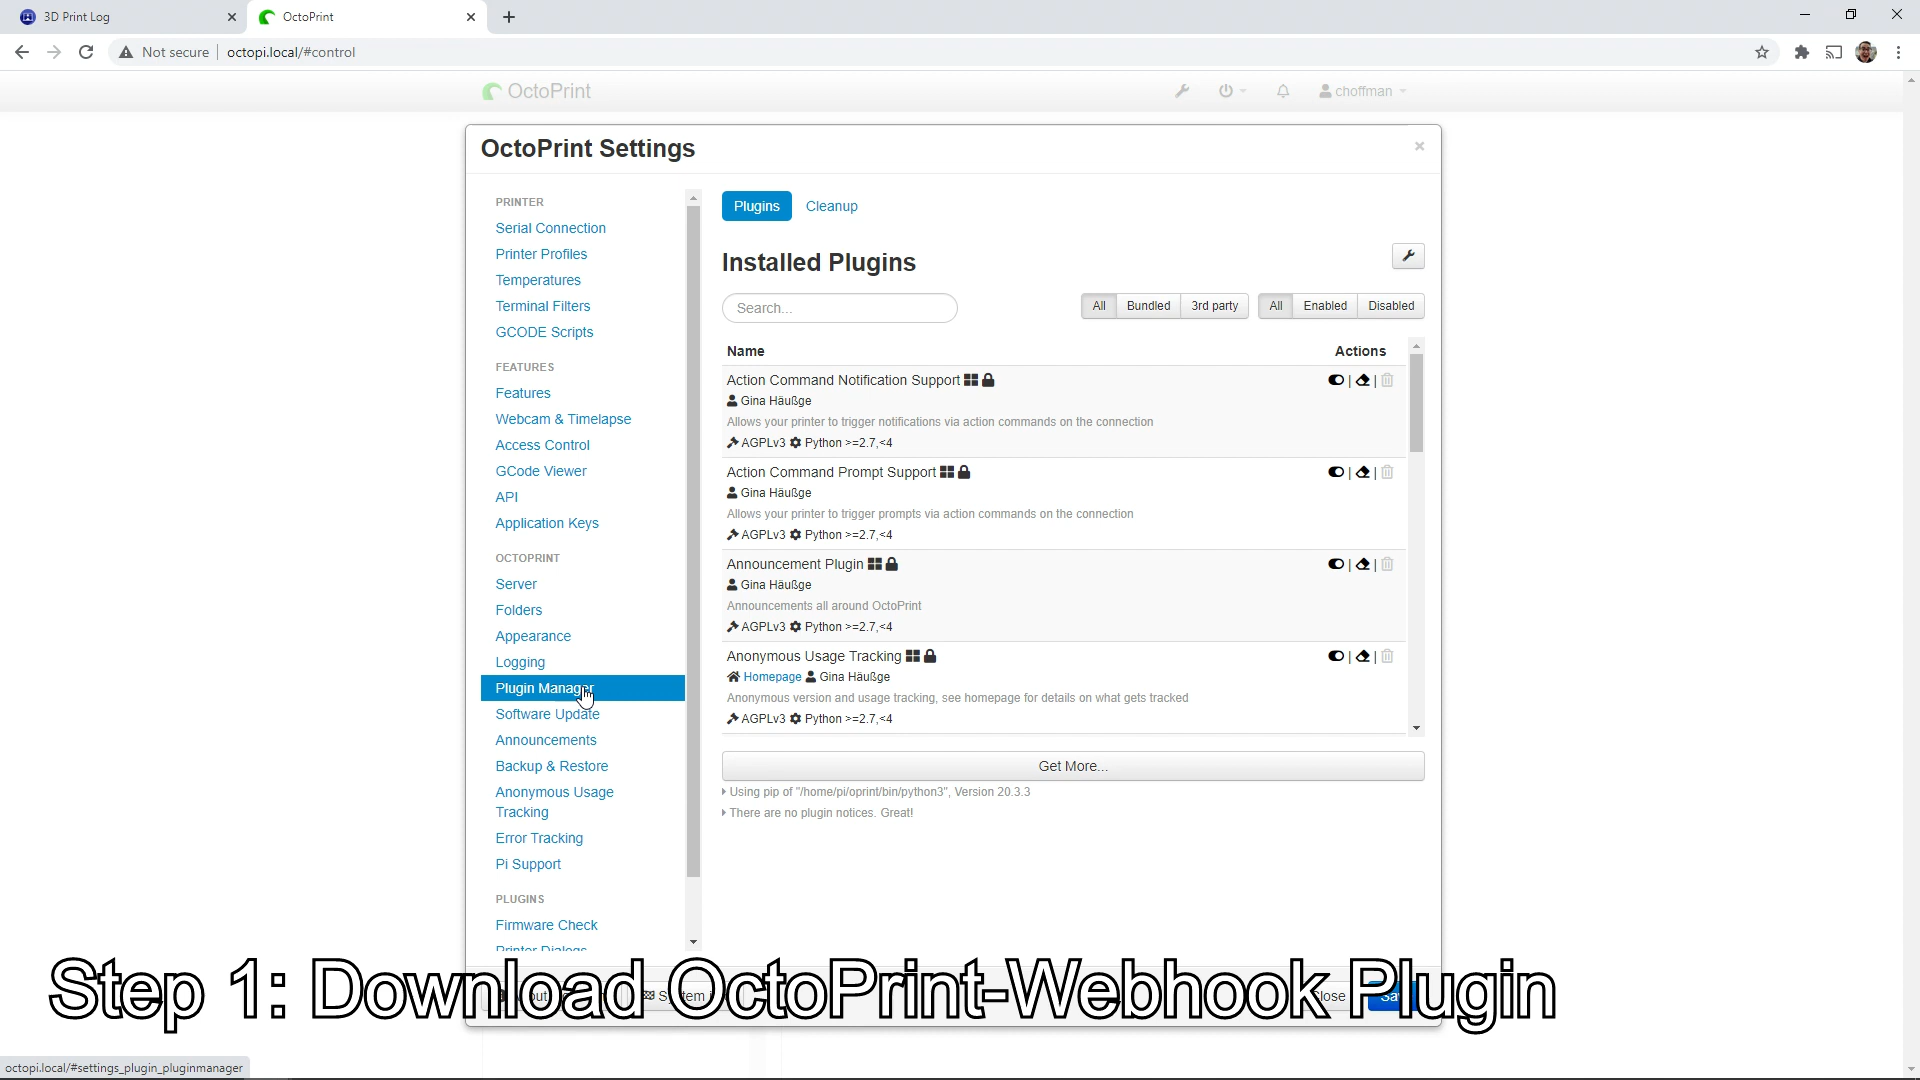 3D Print Log
OctoPrint
Not secure
octopi.local/#control
OctoPrint
choffman
OctoPrint Settings
PRINTER
Serial Connection
Printer Profiles
Temperatures
Terminal Filters
GCODE Scripts
FEATURES
Features
Webcam & Timelapse
Access Control
GCode Viewer
API
Application Keys
OCTOPRINT
Server
Folders
Appearance
Logging
Plugin Manager
Software Update
Announcements
Backup & Restore
Anonymous Usage
Tracking
Error Tracking
Pi Support
PLUGINS
Firmware Check
Printer Dialogs
Plugins
Cleanup
Installed Plugins
Search...
All Bundled 3rd party
All Enabled Disabled
Name Actions
Action Command Notification Support
Gina Häußge
Allows your printer to trigger notifications via action commands on the connection
AGPLv3 Python >=2.7,<4
Action Command Prompt Support
Gina Häußge
Allows your printer to trigger prompts via action commands on the connection
AGPLv3 Python >=2.7,<4
Announcement Plugin
Gina Häußge
Announcements all around OctoPrint
AGPLv3 Python >=2.7,<4
Anonymous Usage Tracking
Homepage Gina Häußge
Anonymous version and usage tracking, see homepage for details on what gets tracked
AGPLv3 Python >=2.7,<4
Get More...
Using pip of "/home/pi/oprint/bin/python3", Version 20.3.3
There are no plugin notices. Great!
Close
Step 1: Download OctoPrint-Webhook Plugin
octopi.local/#settings_plugin_pluginmanager